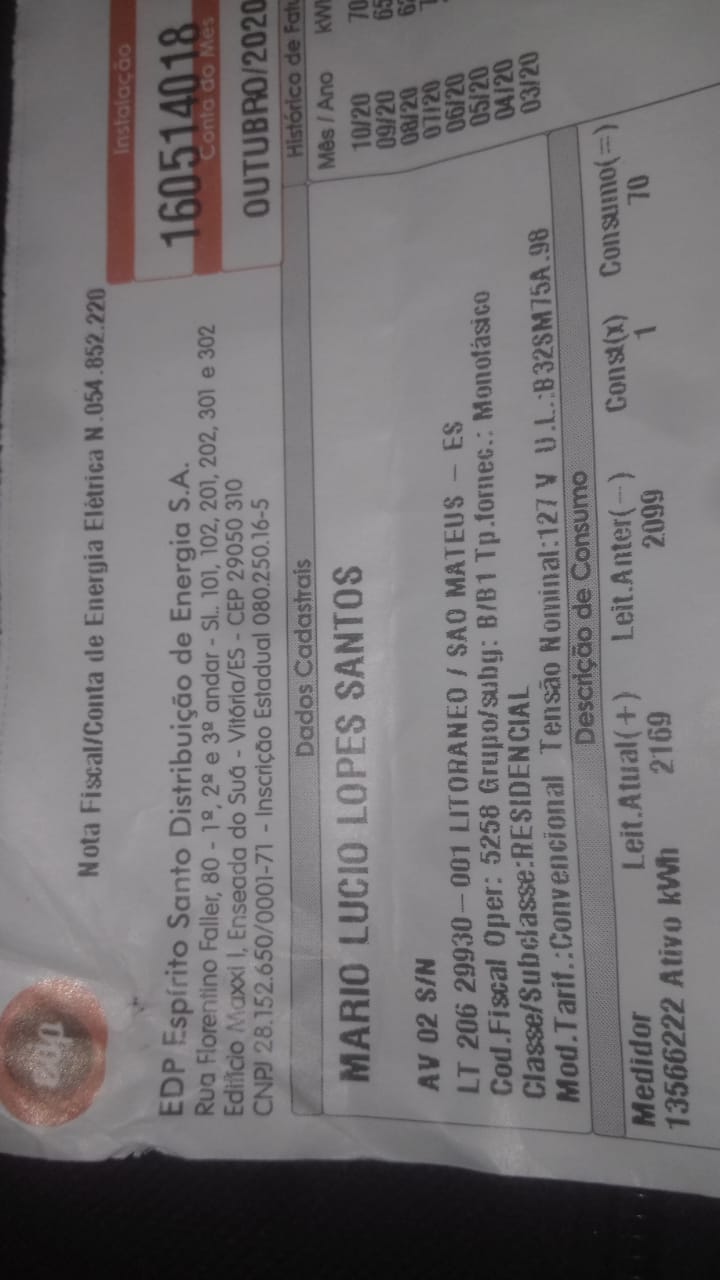 edp
Nota Fiscal/Conta de Energia Elétrica N.054.852.220
EDP Espírito Santo Distribuição de Energia S.A.
Rua Florentino Faller, 80 - 1º, 2º e 3º andar - SL. 101, 102, 201, 202, 301 e 302
Edifício Maxxi I, Enseada do Suá - Vitória/ES - CEP 29050 310
CNPJ 28.152.650/0001-71 - Inscrição Estadual 080.250.16-5
Instalação
160514018
Conta do Mês
OUTUBRO/2020
Dados Cadastrais
MARIO LUCIO LOPES SANTOS
AV 02 S/N
LT 206 29930-001 LITORANEO / SAO MATEUS - ES
Cod.Fiscal Oper: 5258 Grupo/subg: B/B1 Tp.fornec.: Monofásico
Classe/Subclasse:RESIDENCIAL
Mod.Tarif.:Convencional Tensão Nominal:127 V U.L.:B32SM75A.98
Histórico de
Mês / Ano
10/20 70
09/20 65
08/20
07/20
06/20
05/20
04/20
03/20
Descrição de Consumo
Medidor Leit.Atual(+) Leit.Anter(-) Const(x) Consumo(=)
13566222 Ativo kWh 2169 2099 1 70